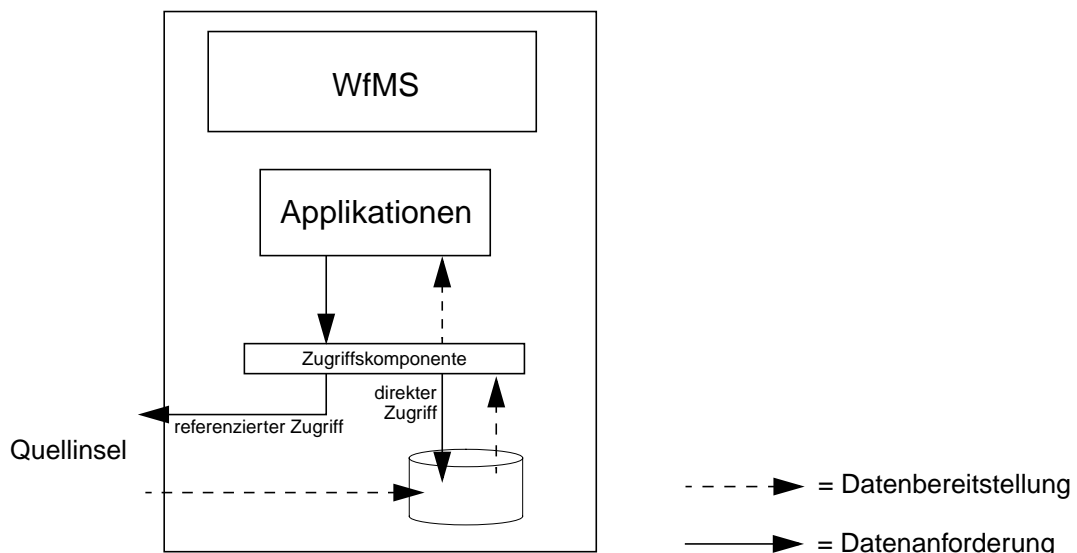 WfMS
Applikationen
Zugriffskomponente
direkter
Zugriff
referenzierter Zugriff
Quellinsel
= Datenbereitstellung
= Datenanforderung